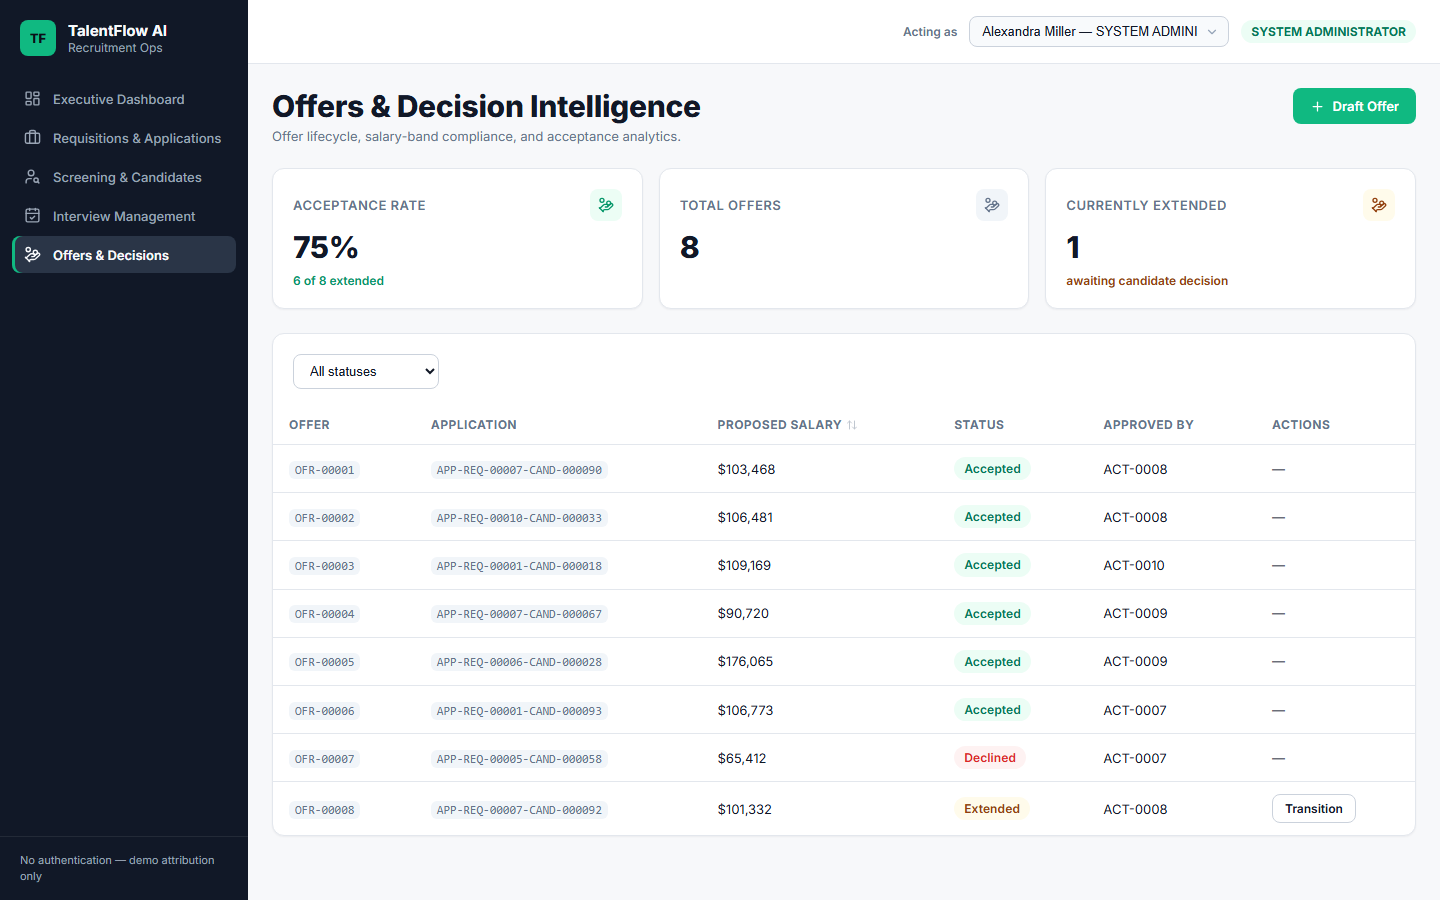 TF
TalentFlow AI
Recruitment Ops
Executive Dashboard
Requisitions & Applications
Screening & Candidates
Interview Management
Offers & Decisions
No authentication — demo attribution
only
Acting as
Alexandra Miller — SYSTEM ADMINI
SYSTEM ADMINISTRATOR
Offers & Decision Intelligence
Offer lifecycle, salary-band compliance, and acceptance analytics.
Draft Offer
ACCEPTANCE RATE
75%
6 of 8 extended
TOTAL OFFERS
8
CURRENTLY EXTENDED
1
awaiting candidate decision
All statuses
OFFER APPLICATION PROPOSED SALARY STATUS APPROVED BY ACTIONS
OFR-00001 APP-REQ-00007-CAND-000090 $103,468 Accepted ACT-0008 —
OFR-00002 APP-REQ-00010-CAND-000033 $106,481 Accepted ACT-0008 —
OFR-00003 APP-REQ-00001-CAND-000018 $109,169 Accepted ACT-0010 —
OFR-00004 APP-REQ-00007-CAND-000067 $90,720 Accepted ACT-0009 —
OFR-00005 APP-REQ-00006-CAND-000028 $176,065 Accepted ACT-0009 —
OFR-00006 APP-REQ-00001-CAND-000093 $106,773 Accepted ACT-0007 —
OFR-00007 APP-REQ-00005-CAND-000058 $65,412 Declined ACT-0007 —
OFR-00008 APP-REQ-00007-CAND-000092 $101,332 Extended ACT-0008 Transition